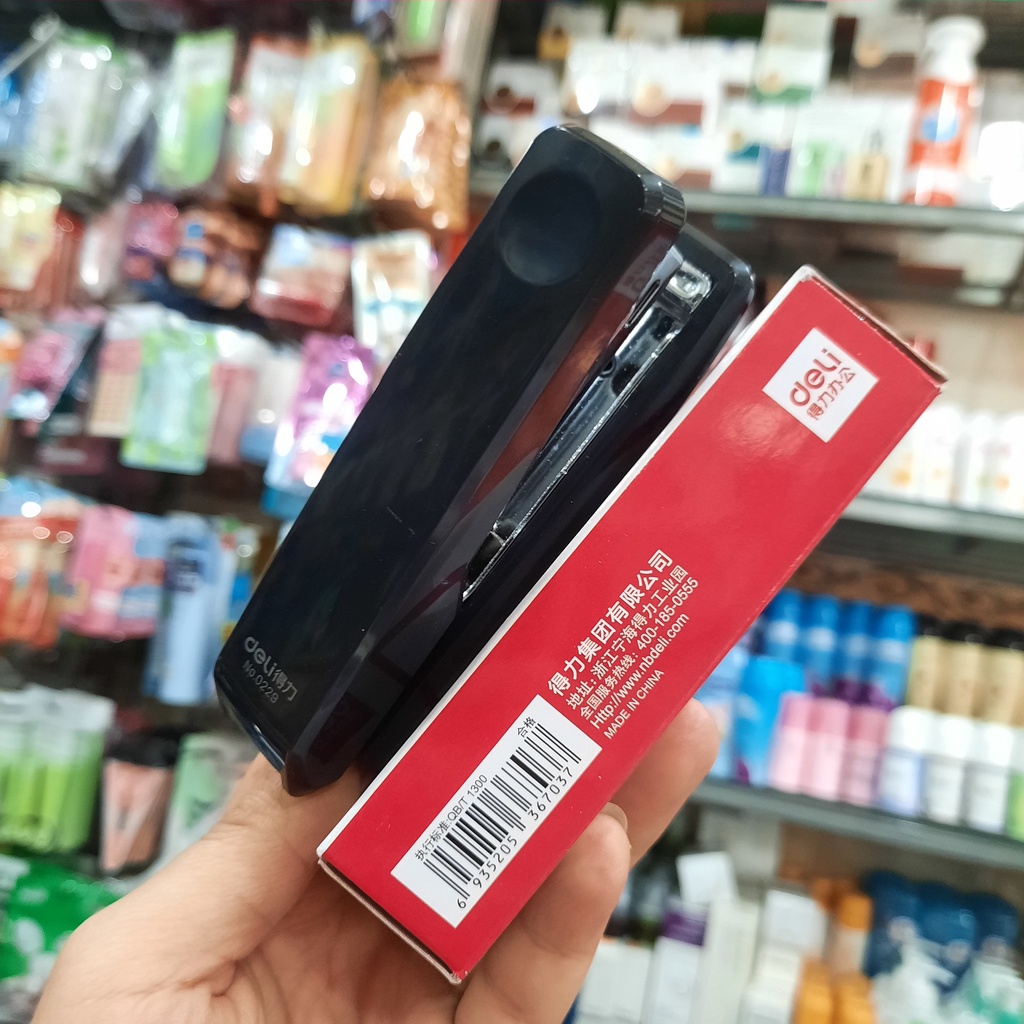 deli得力
No.0228
deli
得力办公
得力集团有限公司
地址: 浙江宁海得力工业园
全国服务热线: 400-185-0555
Http://www.nbdeli.com
MADE IN CHINA
执行标准:QB/T 1300 合格
6 935205 367037